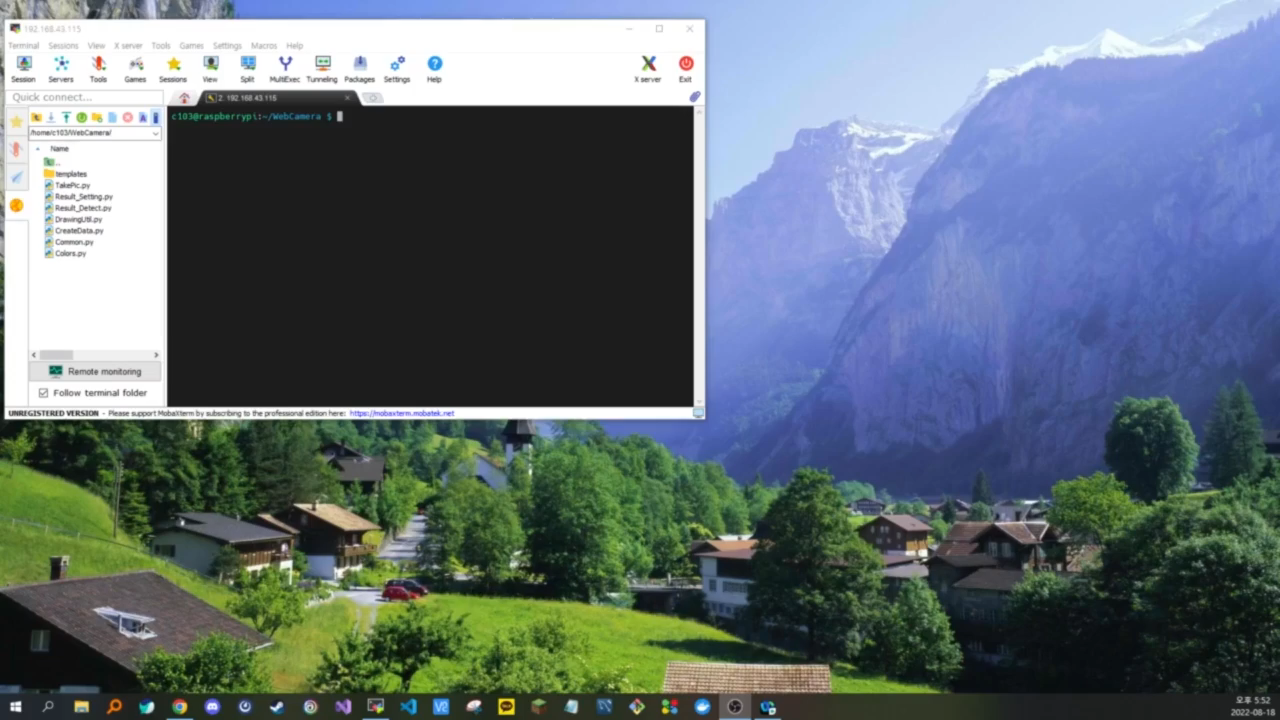 192.168.43.115
Terminal Sessions View X server Tools Games Settings Macros Help
Session Servers Tools Games Sessions View Split MultiExec Tunneling Packages Settings Help X server Exit
Quick connect...
2. 192.168.43.115
/home/c103/WebCamera/
c103@raspberrypi:~/WebCamera $
Name
..
templates
TakePic.py
Result_Setting.py
Result_Detect.py
DrawingUtil.py
CreateData.py
Common.py
Colors.py
Remote monitoring
Follow terminal folder
UNREGISTERED VERSION - Please support MobaXterm by subscribing to the professional edition here: https://mobaxterm.mobatek.net
오후 5:52
2022-08-18